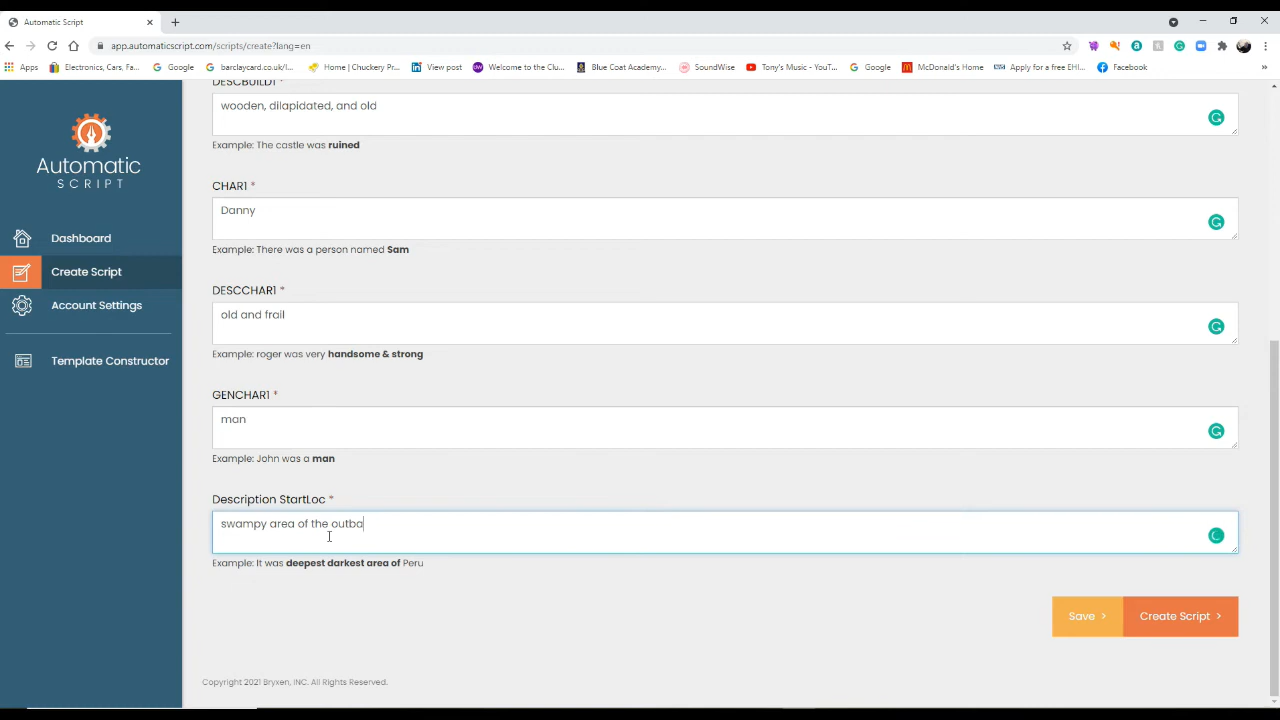 Automatic Script
app.automaticscript.com/scripts/create?lang=en
Apps Electronics, Cars, Fa... Google barclaycard.co.uk/l... Home | Chuckery Pr... View post Welcome to the Clu... Blue Coat Academy... SoundWise Tony's Music - YouT... Google McDonald's Home Apply for a free EHI... Facebook »
Automatic
SCRIPT
Dashboard
Create Script
Account Settings
Template Constructor
DESCBUILD1 *
wooden, dilapidated, and old
Example: The castle was ruined
CHAR1 *
Danny
Example: There was a person named Sam
DESCCHAR1 *
old and frail
Example: roger was very handsome & strong
GENCHAR1 *
man
Example: John was a man
Description StartLoc *
swampy area of the outba
Example: It was deepest darkest area of Peru
Save >
Create Script >
Copyright 2021 Bryxen, INC. All Rights Reserved.